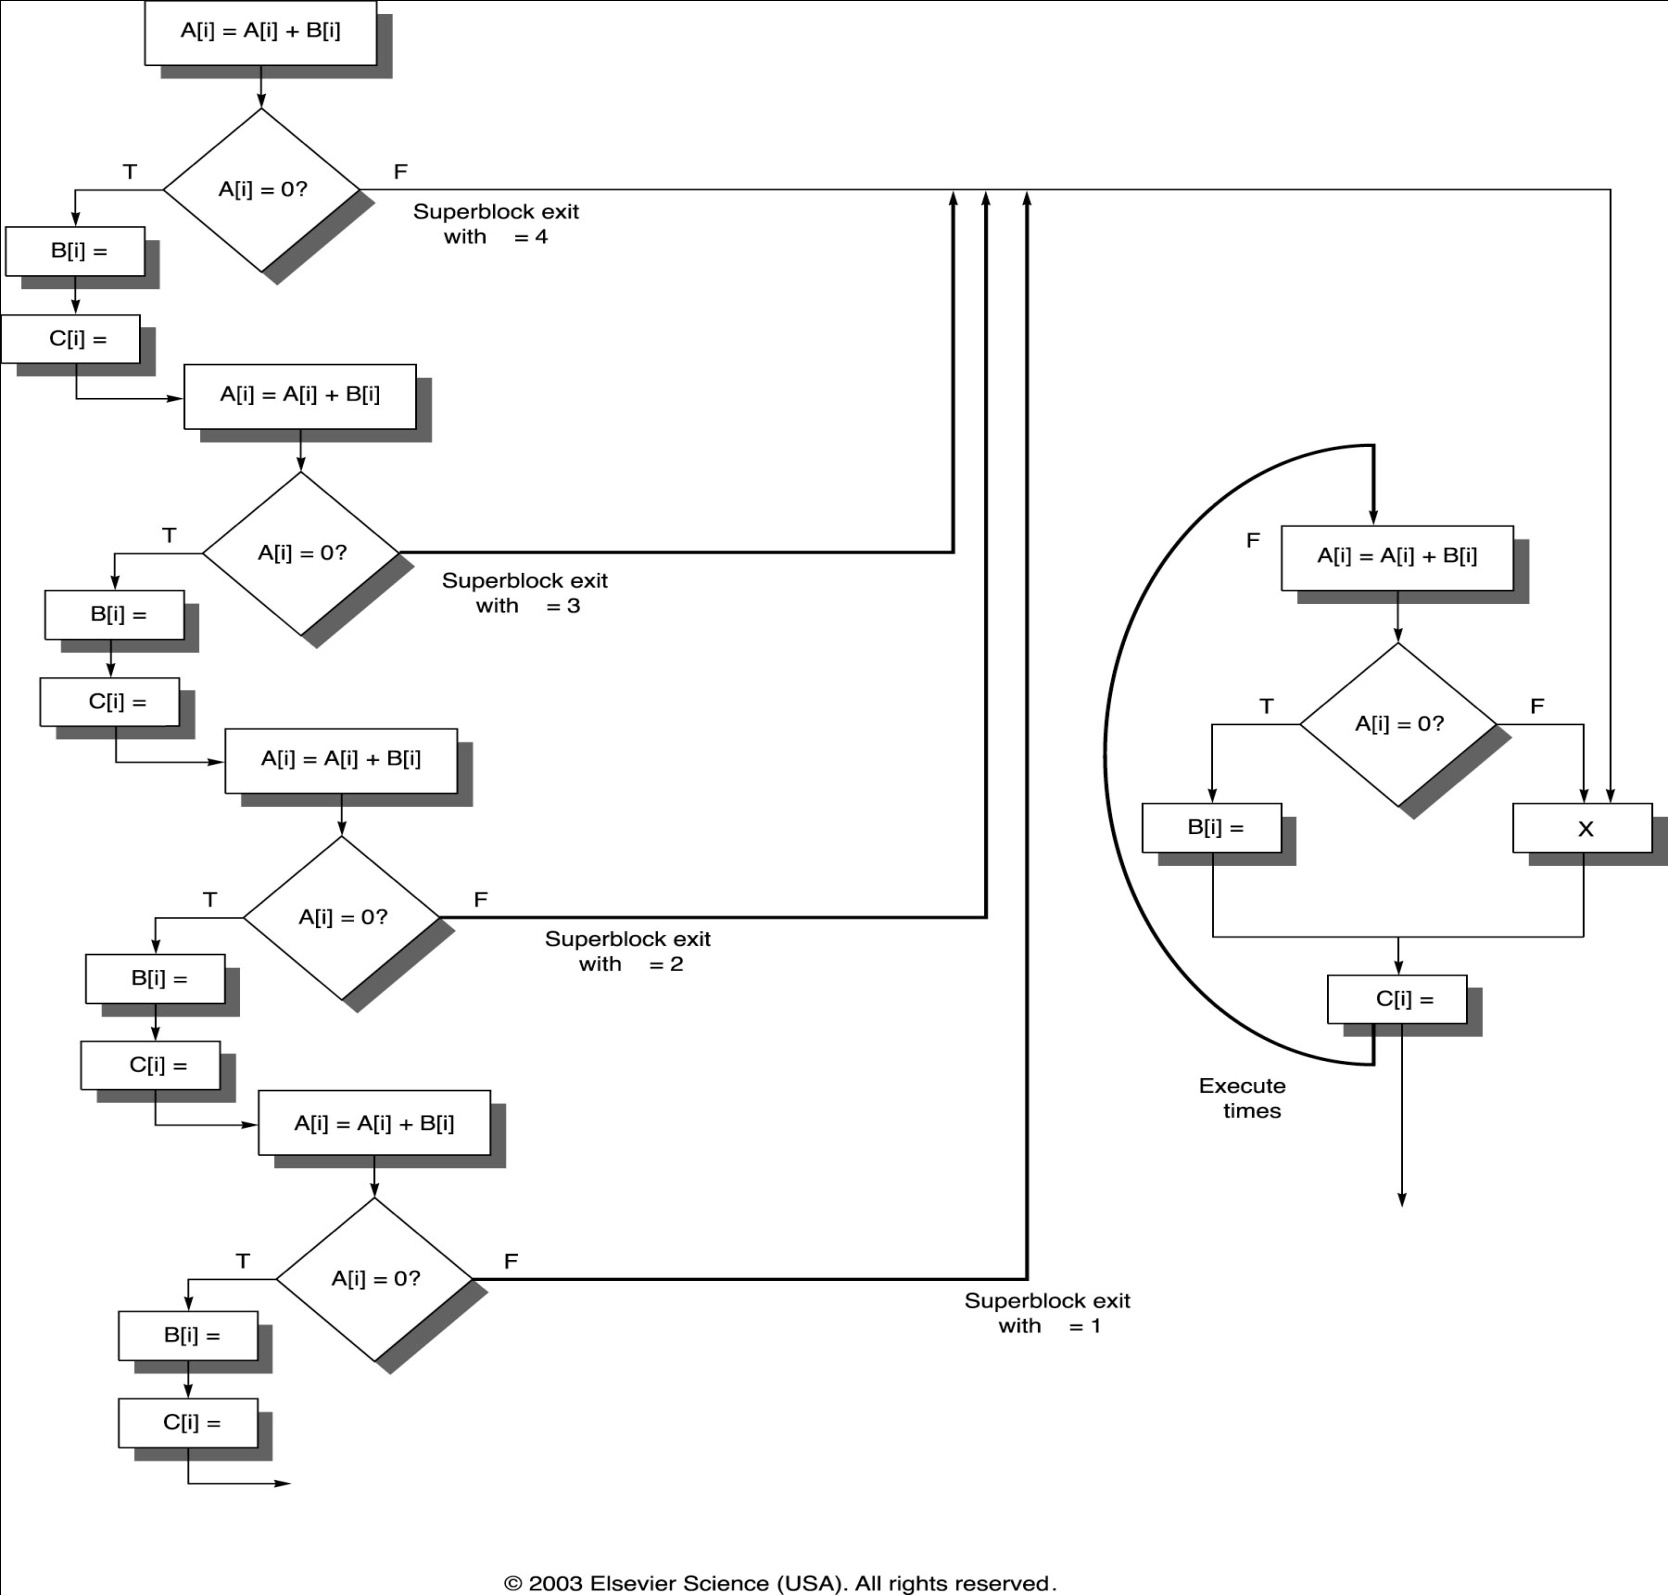 A[i] = A[i] + B[i]
T
F
A[i] = 0?
Superblock exit
with = 4
B[i] =
C[i] =
A[i] = A[i] + B[i]
T
A[i] = 0?
Superblock exit
with = 3
B[i] =
C[i] =
A[i] = A[i] + B[i]
T
F
A[i] = 0?
Superblock exit
with = 2
B[i] =
C[i] =
A[i] = A[i] + B[i]
T
F
A[i] = 0?
Superblock exit
with = 1
B[i] =
C[i] =
F
A[i] = A[i] + B[i]
T
F
A[i] = 0?
B[i] =
X
C[i] =
Execute
times
© 2003 Elsevier Science (USA). All rights reserved.